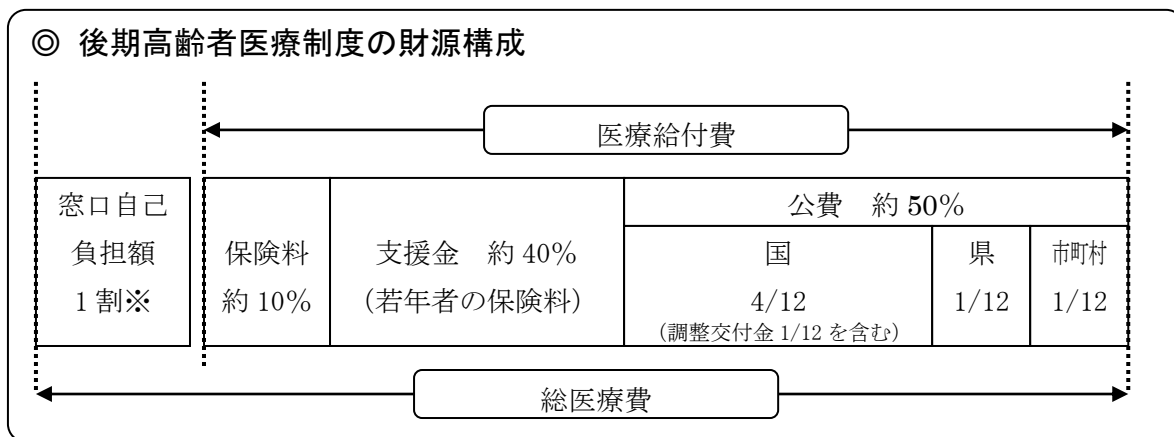 ◎ 後期高齢者医療制度の財源構成
医療給付費
窓口自己
負担額
1割※
保険料
約10%
支援金 約40%
(若年者の保険料)
公費 約50%
国
4/12
(調整交付金1/12を含む)
県
1/12
市町村
1/12
総医療費